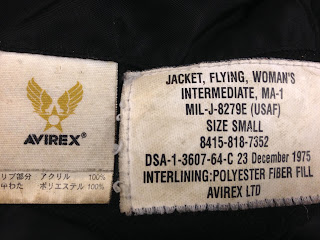 AVIREX®
リブ部分 アクリル 100%
中わた ポリエステル 100%
JACKET, FLYING, WOMAN'S
INTERMEDIATE, MA-1
MIL-J-8279E (USAF)
SIZE SMALL
8415-818-7352
DSA-1-3607-64-C 23 December 1975
INTERLINING:POLYESTER FIBER FILL
AVIREX LTD